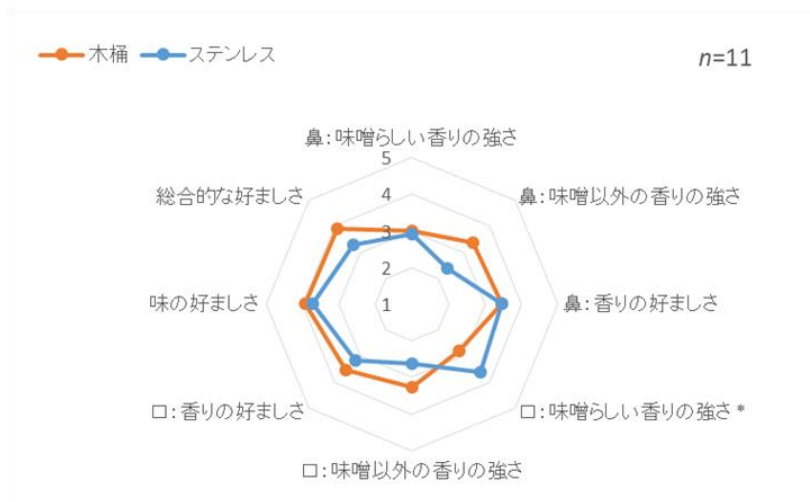 木桶 ステンレス
n=11
鼻:味噌らしい香りの強さ
5
総合的な好ましさ
4
鼻:味噌以外の香りの強さ
3
2
味の好ましさ
1
鼻:香りの好ましさ
口:香りの好ましさ
口:味噌らしい香りの強さ *
口:味噌以外の香りの強さ